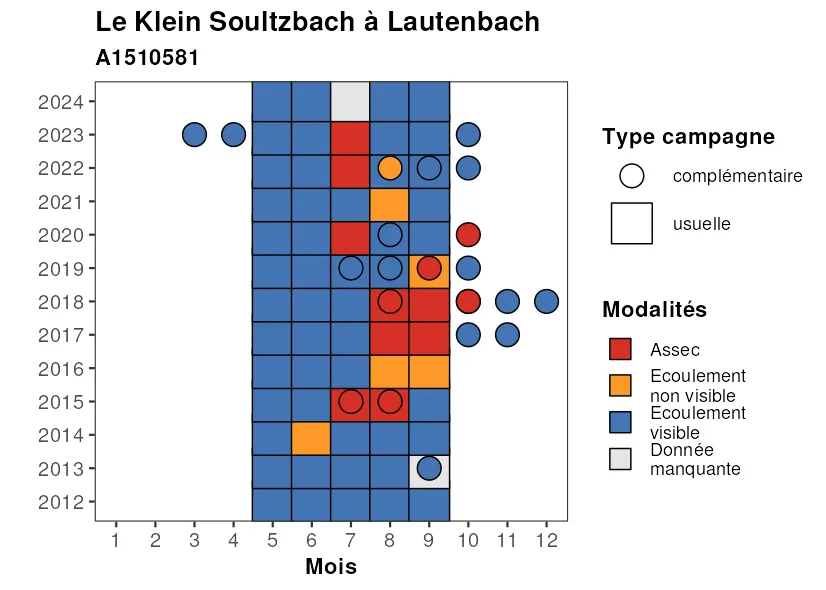 Le Klein Soultzbach à Lautenbach
A1510581
2024
2023
2022
2021
2020
2019
2018
2017
2016
2015
2014
2013
2012
1 2 3 4 5 6 7 8 9 10 11 12
Mois
Type campagne
complémentaire
usuelle
Modalités
Assec
Ecoulement
non visible
Ecoulement
visible
Donnée
manquante